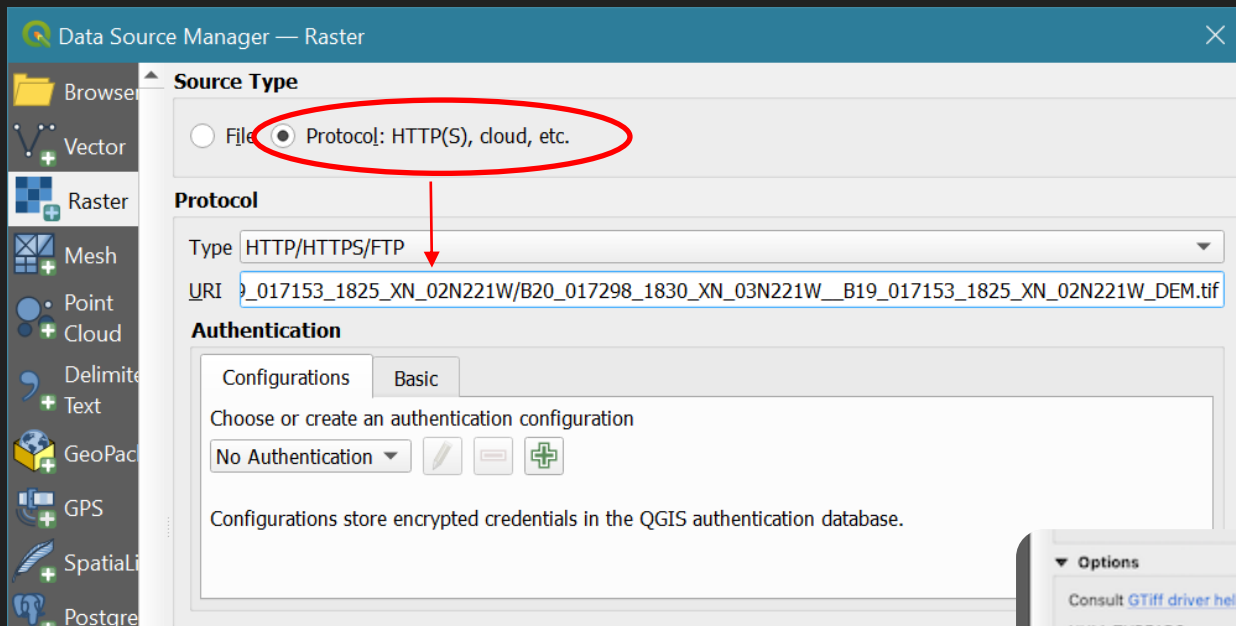 Data Source Manager — Raster
Browser
Vector
Raster
Mesh
Point
Cloud
Delimite
Text
GeoPac
GPS
SpatiaLi
Postgre
Source Type
File
Protocol: HTTP(S), cloud, etc.
Protocol
Type HTTP/HTTPS/FTP
URI 9_017153_1825_XN_02N221W/B20_017298_1830_XN_03N221W__B19_017153_1825_XN_02N221W_DEM.tif
Authentication
Configurations
Basic
Choose or create an authentication configuration
No Authentication
Configurations store encrypted credentials in the QGIS authentication database.
Options
Consult GTiff driver hel